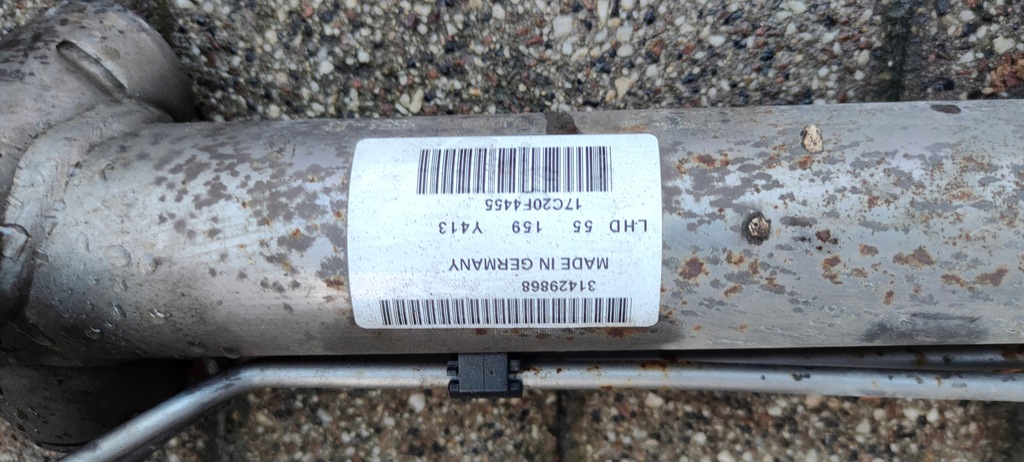 31429868
MADE IN GERMANY
LHD 55 159 Y413
17C20F4455